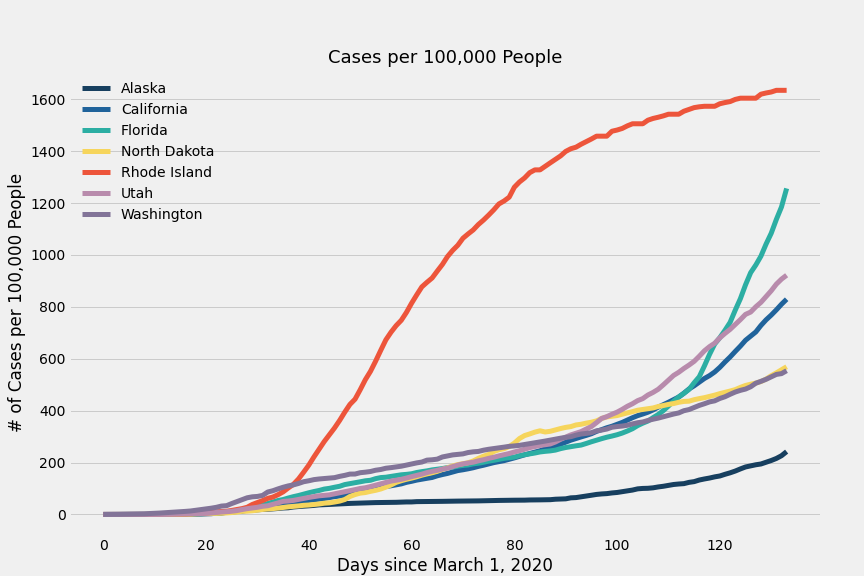 Cases per 100,000 People
Alaska
California
Florida
North Dakota
Rhode Island
Utah
Washington
# of Cases per 100,000 People
1600
1400
1200
1000
800
600
400
200
0
0 20 40 60 80 100 120
Days since March 1, 2020